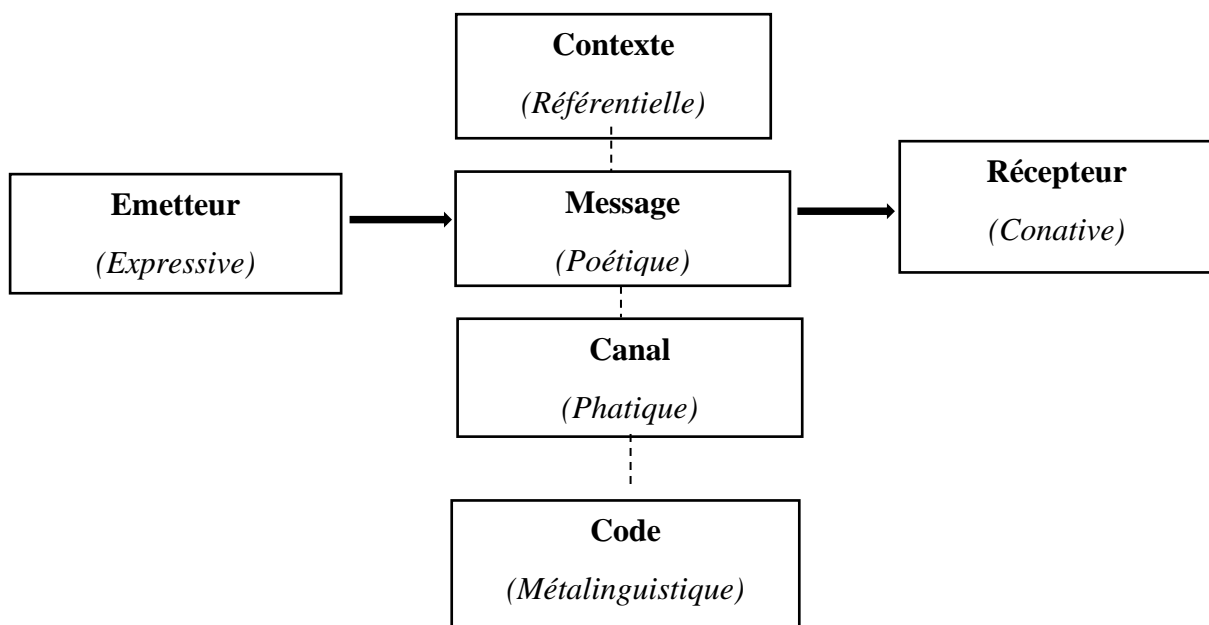 Contexte
(Référentielle)
Emetteur
(Expressive)
Message
(Poétique)
Récepteur
(Conative)
Canal
(Phatique)
Code
(Métalinguistique)